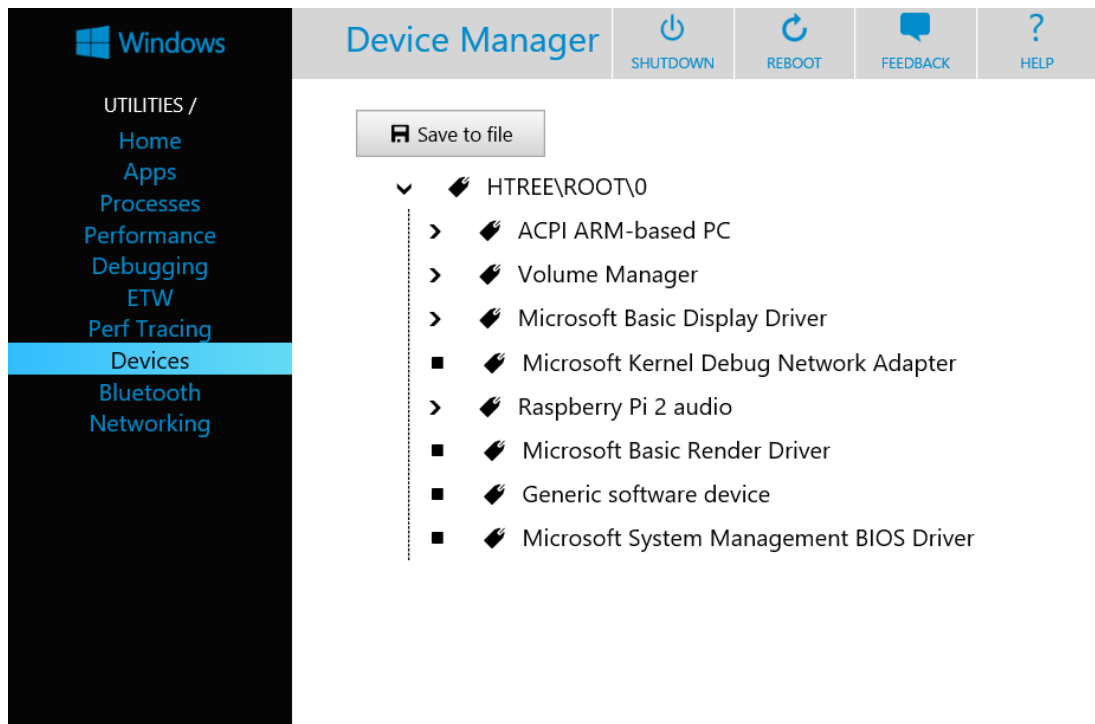 Windows
UTILITIES /
Home
Apps
Processes
Performance
Debugging
ETW
Perf Tracing
Devices
Bluetooth
Networking
Device Manager
SHUTDOWN
REBOOT
FEEDBACK
?
HELP
Save to file
HTREE\ROOT\0
ACPI ARM-based PC
Volume Manager
Microsoft Basic Display Driver
Microsoft Kernel Debug Network Adapter
Raspberry Pi 2 audio
Microsoft Basic Render Driver
Generic software device
Microsoft System Management BIOS Driver